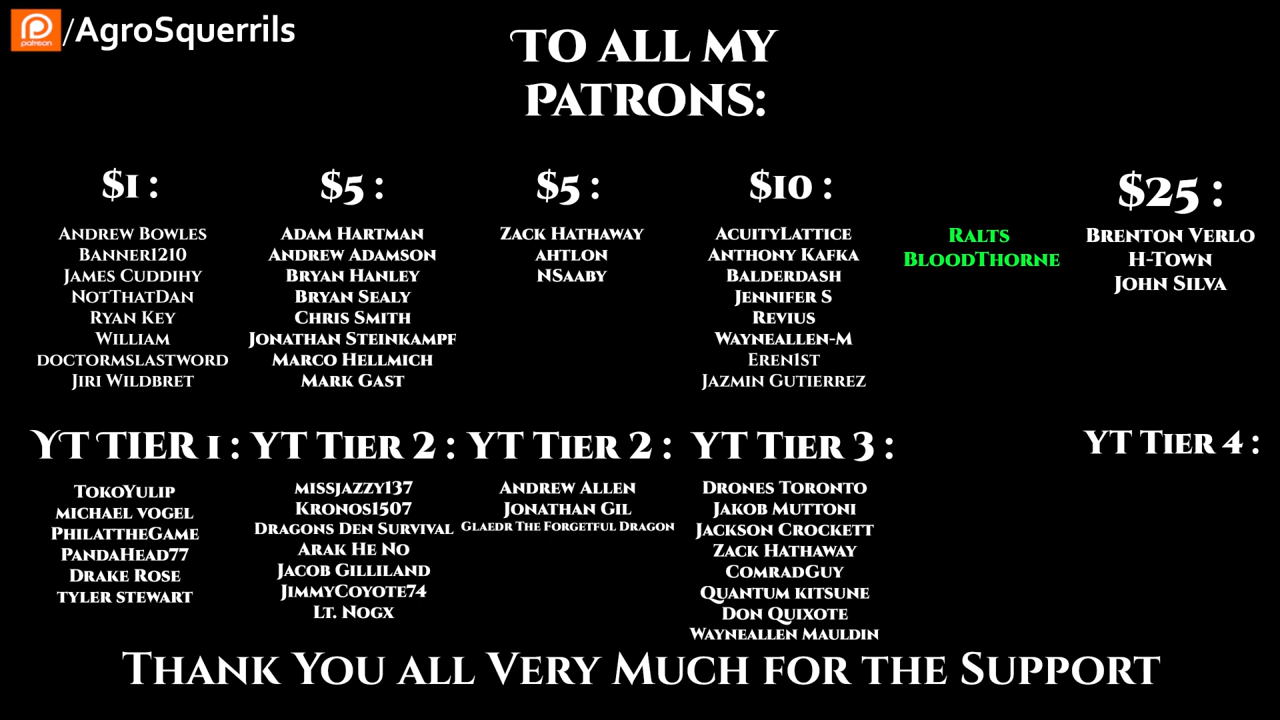 patreon
/AgroSquerrils
To all my
Patrons:
$1 :
Andrew Bowles
Banner1210
James Cuddihy
NotThatDan
Ryan Key
William
doctormslastword
Jiri Wildbret
$5 :
Adam Hartman
Andrew Adamson
Bryan Hanley
Bryan Sealy
Chris Smith
Jonathan Steinkampf
Marco Hellmich
Mark Gast
$5 :
Zack Hathaway
ahtlon
NSaaby
$10 :
AcuityLattice
Anthony Kafka
Balderdash
Jennifer S
Revius
Wayneallen-M
Eren1st
Jazmin Gutierrez
Ralts
BloodThorne
$25 :
Brenton Verlo
H-Town
John Silva
YT Tier 1 :
TokoYulip
michael vogel
PhilattheGame
PandaHead77
Drake Rose
tyler stewart
YT Tier 2 :
missjazzy137
Kronos1507
Dragons Den Survival
Arak He No
Jacob Gilliland
JimmyCoyote74
Lt. Nogx
YT Tier 2 :
Andrew Allen
Jonathan Gil
Glaedr The Forgetful Dragon
YT Tier 3 :
Drones Toronto
Jakob Muttoni
Jackson Crockett
Zack Hathaway
ComradGuy
Quantum kitsune
Don Quixote
Wayneallen Mauldin
YT Tier 4 :
Thank You all Very Much for the Support